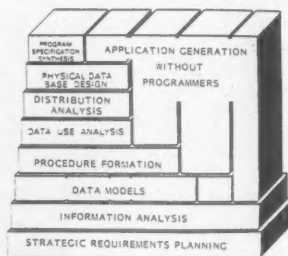 PROGRAM
SPECIFICATION
SYNTHESIS
APPLICATION GENERATION
WITHOUT
PROGRAMMERS
PHYSICAL DATA
BASE DESIGN
DISTRIBUTION
ANALYSIS
DATA USE ANALYSIS
PROCEDURE FORMATION
DATA MODELS
INFORMATION ANALYSIS
STRATEGIC REQUIREMENTS PLANNING